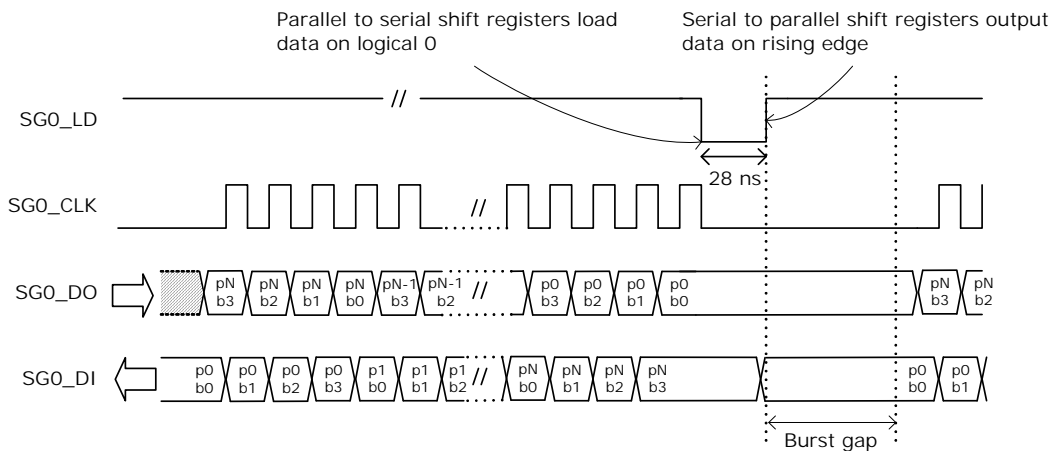 Parallel to serial shift registers load
data on logical 0
Serial to parallel shift registers output
data on rising edge
//
SG0_LD
28 ns
SG0_CLK
//
SG0_DO
pN b3
pN b2
pN b1
pN b0
pN-1 b3
pN-1 b2
//
p0 b3
p0 b2
p0 b1
p0 b0
pN b3
pN b2
SG0_DI
p0 b0
p0 b1
p0 b2
p0 b3
p1 b0
p1 b1
p1 b2
//
pN b0
pN b1
pN b2
pN b3
p0 b0
p0 b1
Burst gap